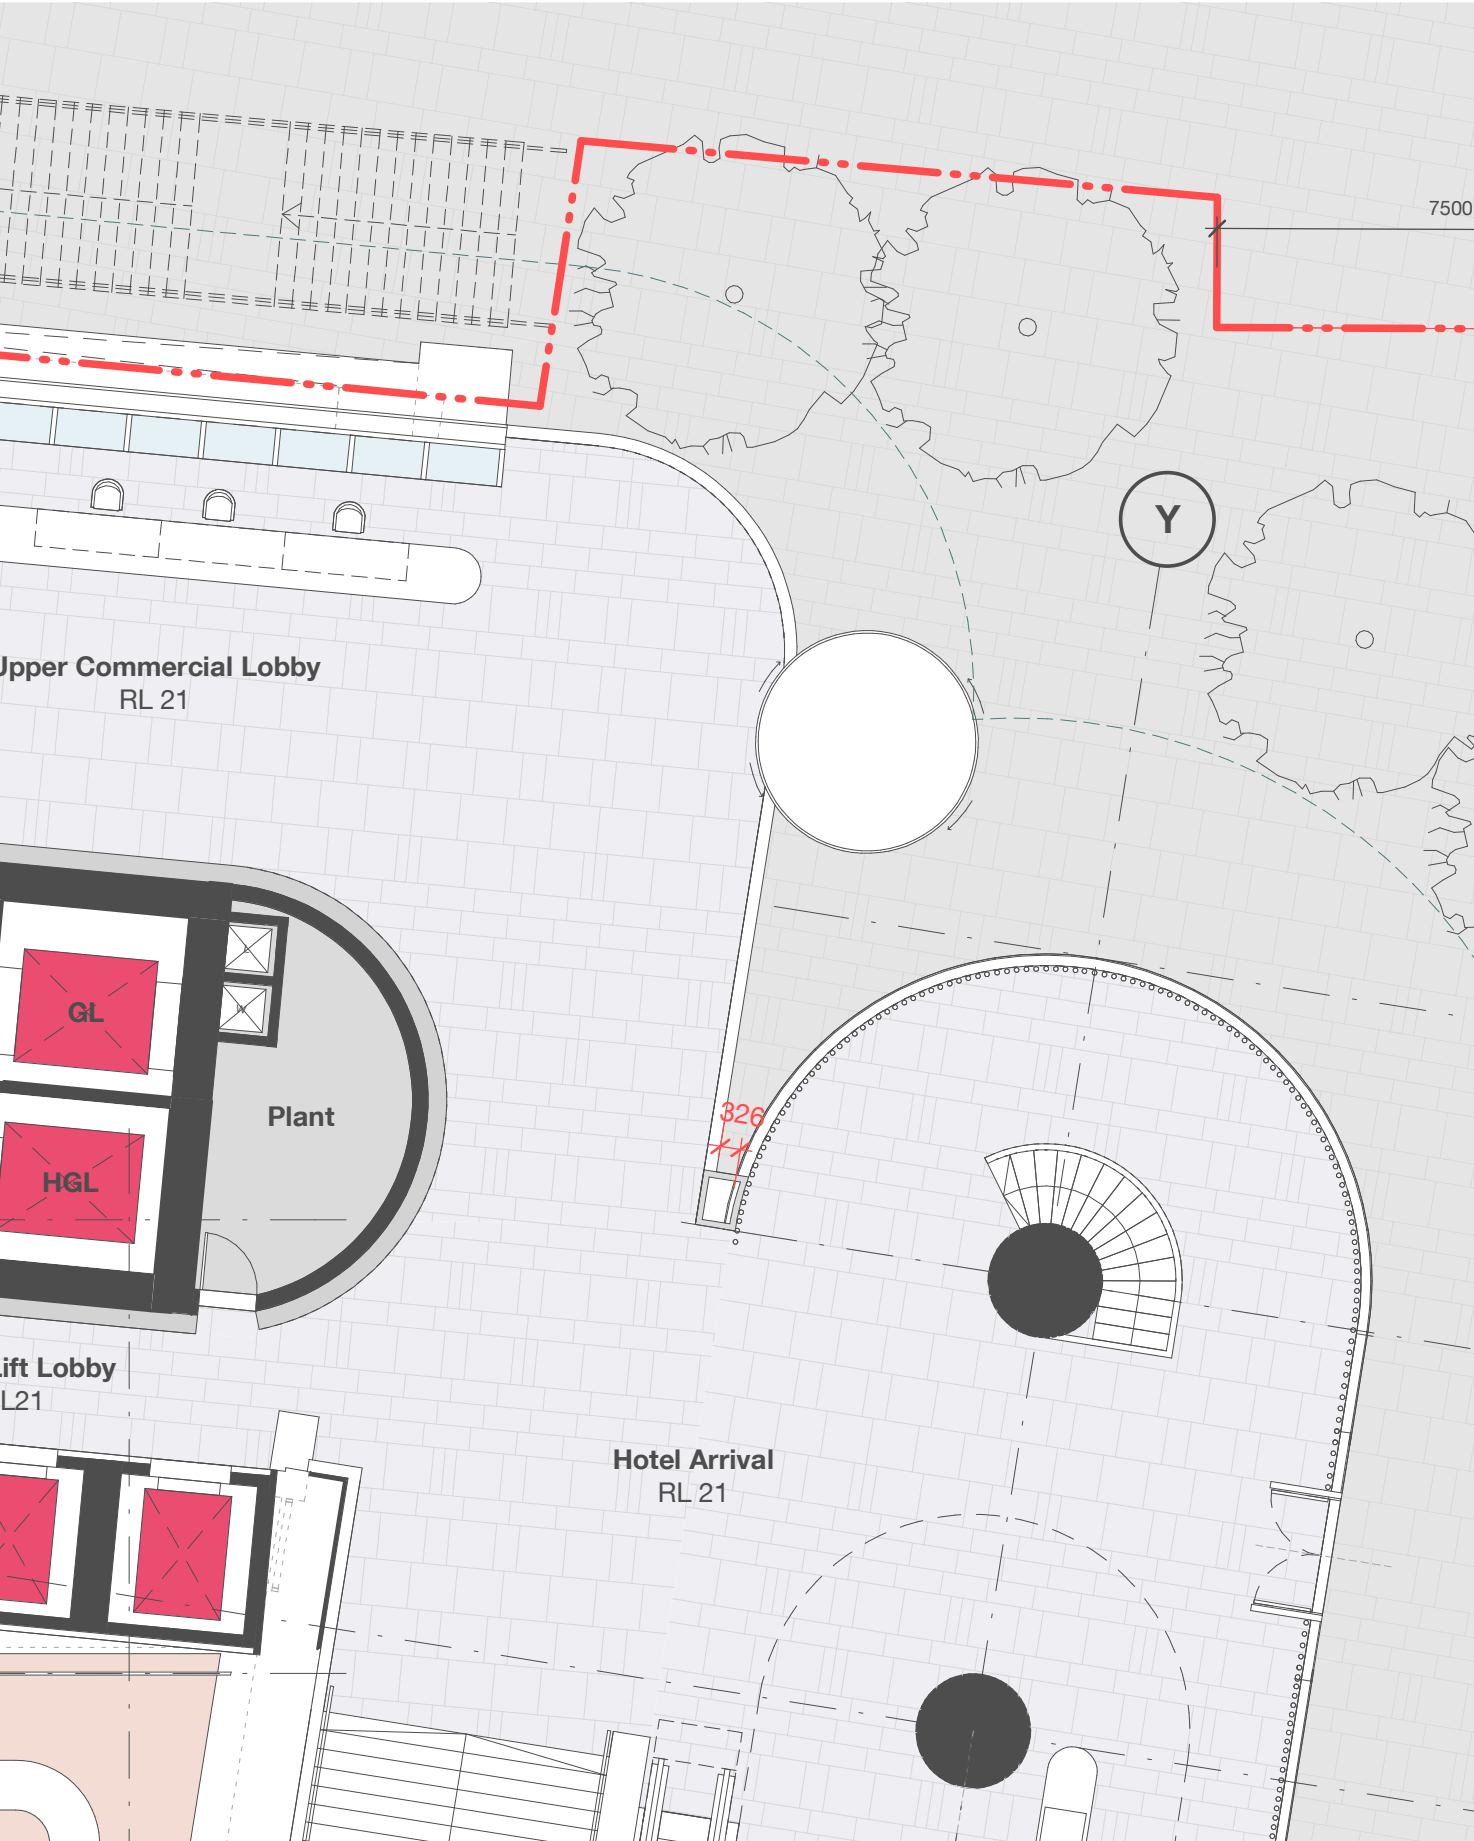 7500
Y
Upper Commercial Lobby
RL 21
L
GL
W
326
Plant
HGL
Lift Lobby
L21
Hotel Arrival
RL 21